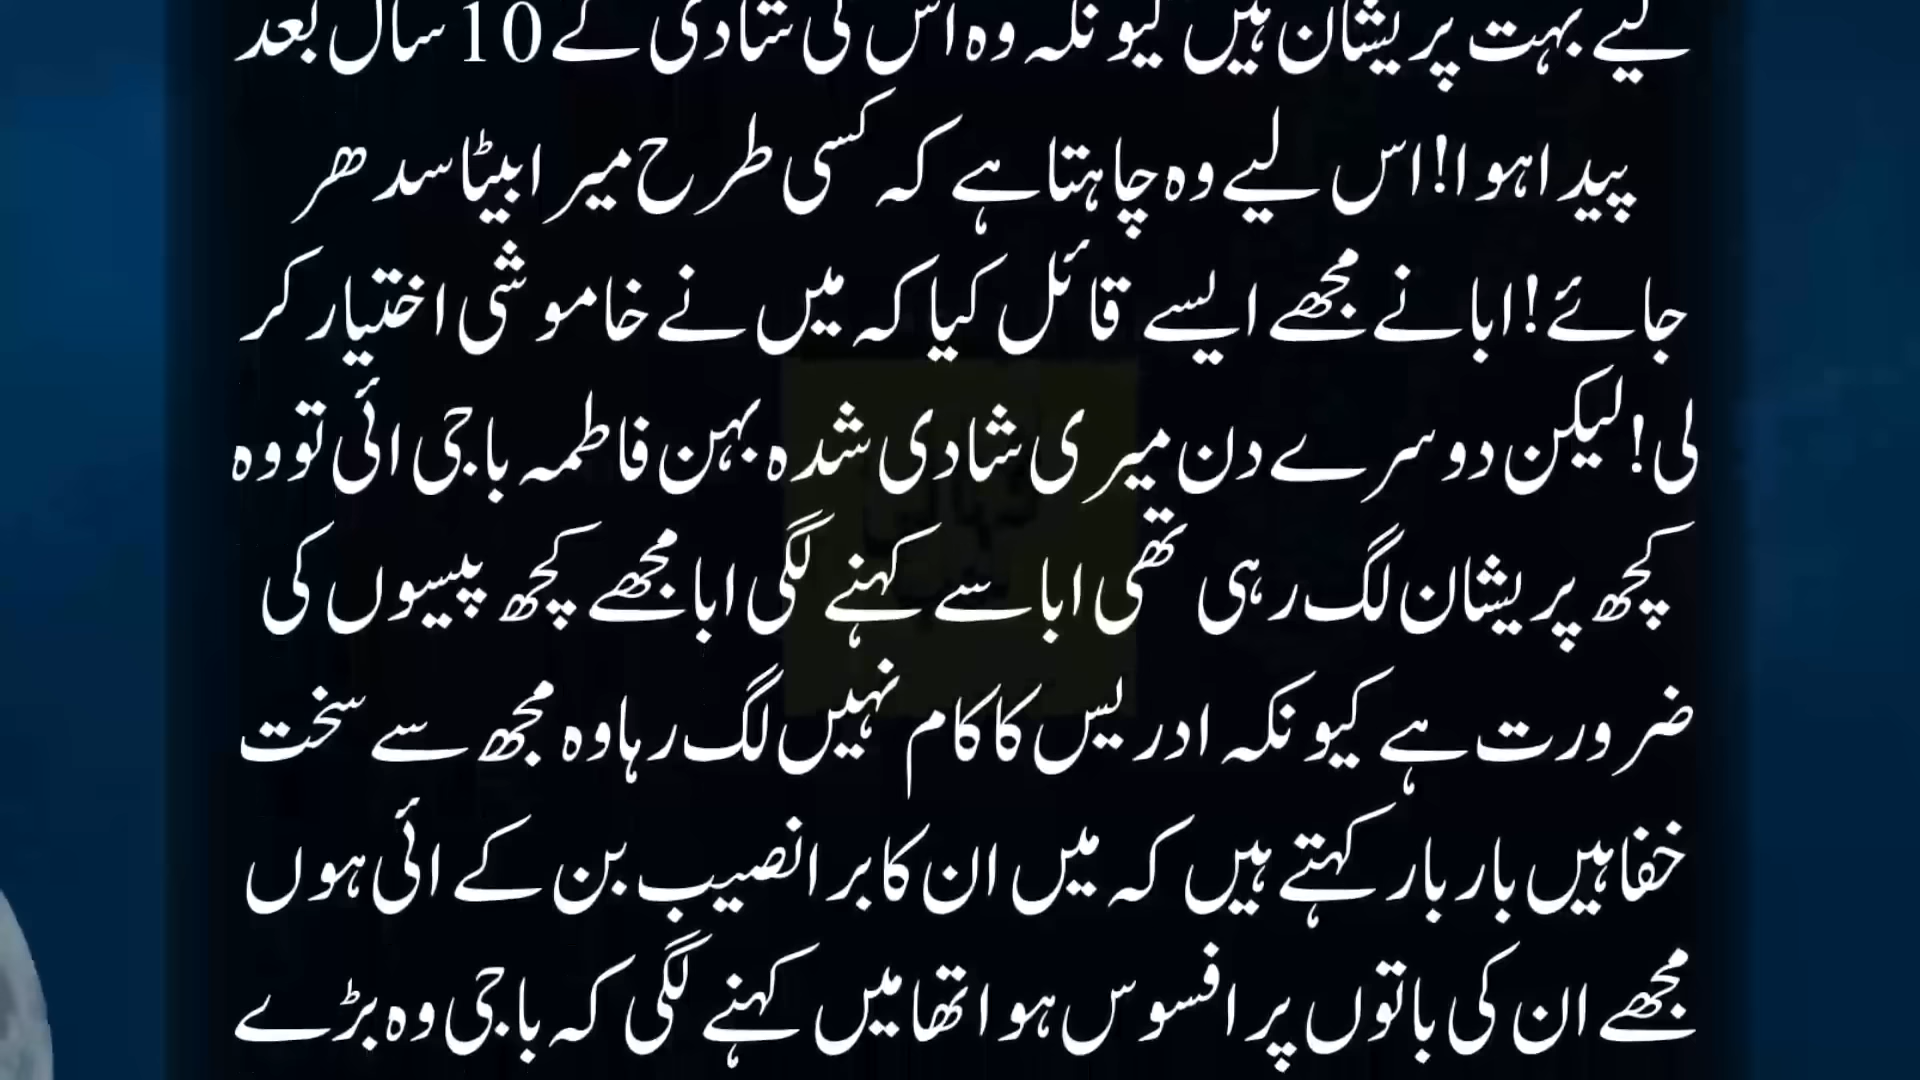 لیے بہت پریشان ہیں کیونکہ وہ اس کی شادی کے 10 سال بعد
پیدا ہوا! اس لیے وہ چاہتا ہے کہ کسی طرح میرا بیٹا سدھر
جائے! ابا نے مجھے ایسے قائل کیا کہ میں نے خاموشی اختیار کر
لی! لیکن دوسرے دن میری شادی شدہ بہن فاطمہ باجی ائی تو وہ
کچھ پریشان لگ رہی تھی ابا سے کہنے لگی ابا مجھے کچھ پیسوں کی
ضرورت ہے کیونکہ ادریس کا کام نہیں لگ رہا وہ مجھ سے سخت
خفا ہیں بار بار کہتے ہیں کہ میں ان کا برا نصیب بن کے ائی ہوں
مجھے ان کی باتوں پر افسوس ہوا تھا میں کہنے لگی کہ باجی وہ بڑے